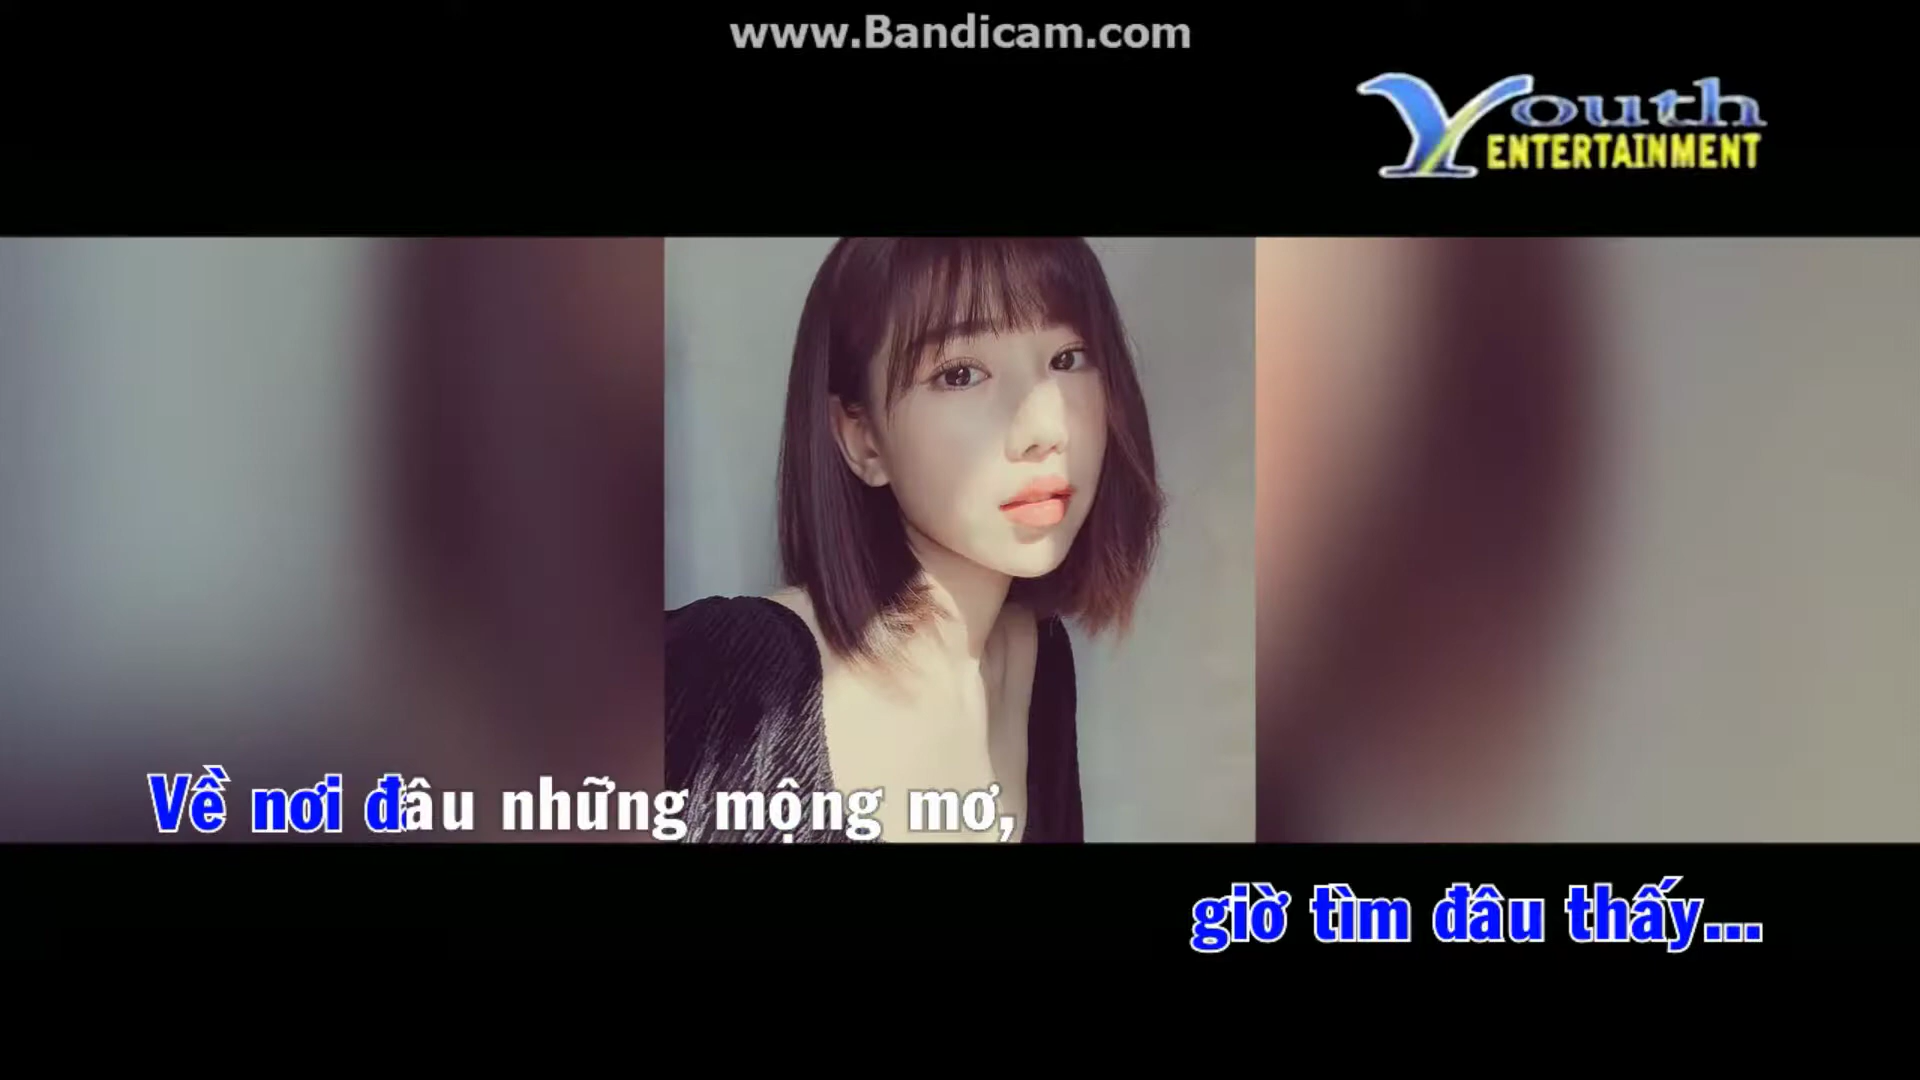 www.Bandicam.com
Youth
ENTERTAINMENT
Về nơi đâu những mộng mơ,
giờ tìm đâu thấy...